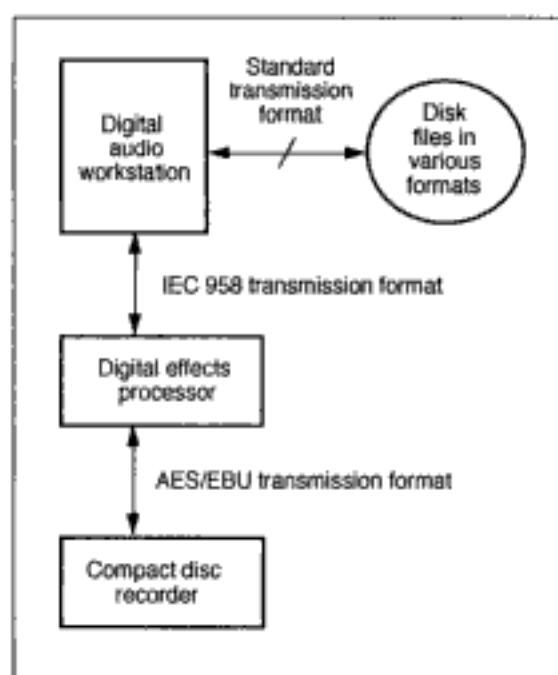 Standard
transmission
format
Digital
audio
workstation
Disk
files in
various
formats
IEC 958 transmission format
Digital effects
processor
AES/EBU transmission format
Compact disc
recorder